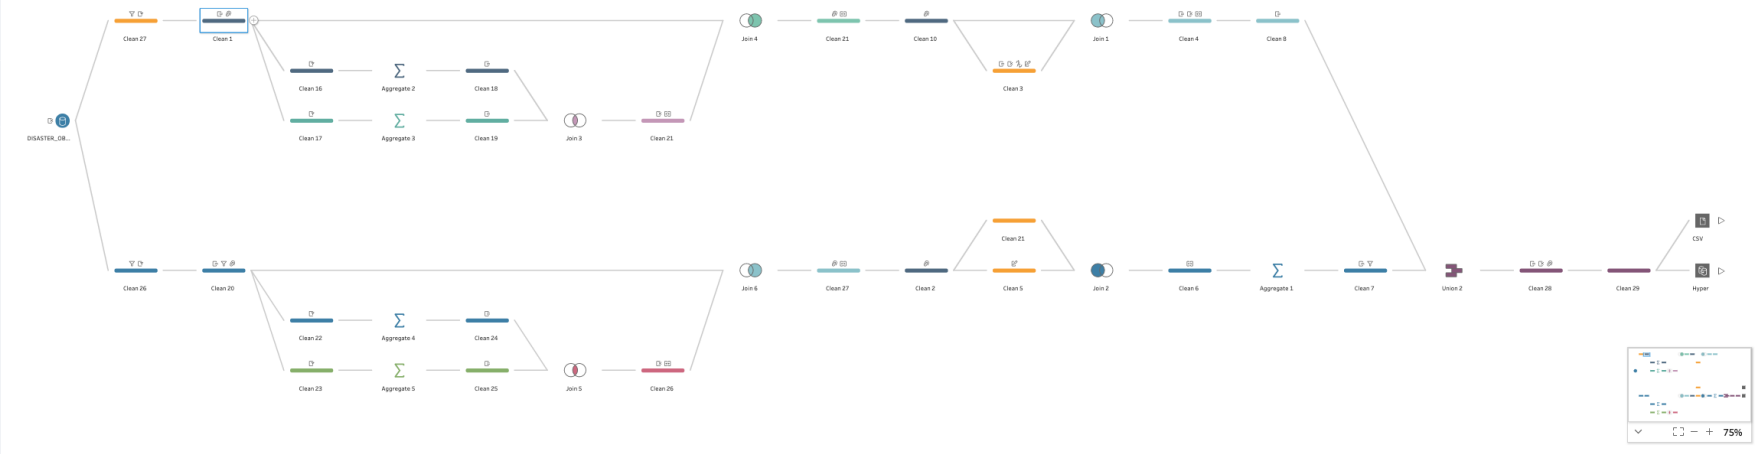 Clean 27
Clean 1
Join 4
Clean 21
Clean 10
Join 1
Clean 4
Clean 8
Clean 16
Aggregate 2
Clean 18
Clean 3
DISASTER_OB...
Clean 17
Aggregate 3
Clean 19
Join 3
Clean 21
Clean 21
CSV
Clean 26
Clean 20
Join 6
Clean 27
Clean 2
Clean 5
Join 2
Clean 6
Aggregate 1
Clean 7
Union 2
Clean 28
Clean 29
Hyper
Clean 22
Aggregate 4
Clean 24
Clean 23
Aggregate 5
Clean 25
Join 5
Clean 26
75%